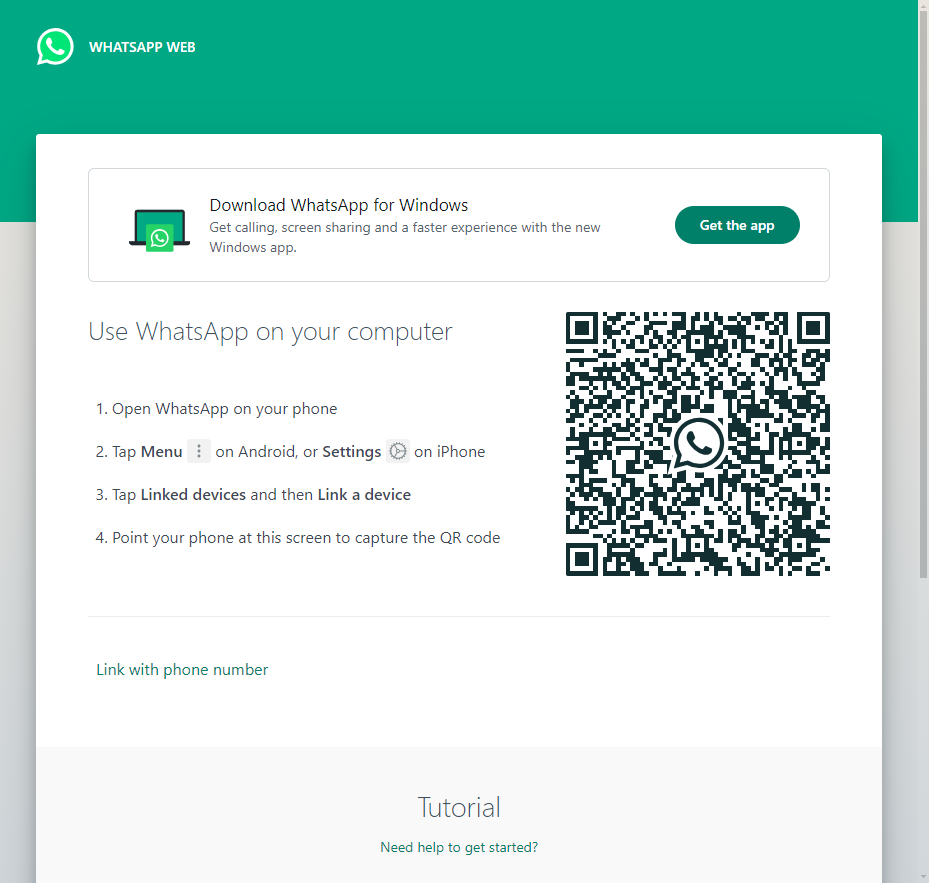 WHATSAPP WEB
Download WhatsApp for Windows
Get calling, screen sharing and a faster experience with the new
Windows app.
Get the app
Use WhatsApp on your computer
1. Open WhatsApp on your phone
2. Tap Menu on Android, or Settings on iPhone
3. Tap Linked devices and then Link a device
4. Point your phone at this screen to capture the QR code
Link with phone number
Tutorial
Need help to get started?